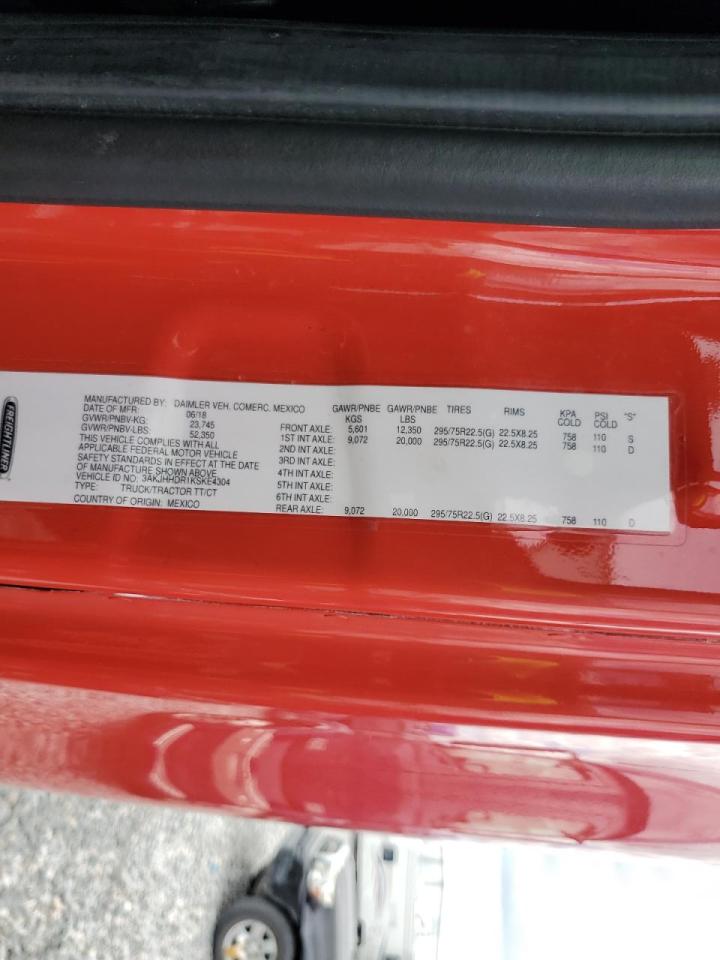 FREIGHTLINER
MANUFACTURED BY: DAIMLER VEH. COMERC. MEXICO
DATE OF MFR: 06/18
GVWR/PNBV-KG: 23,745
GVWR/PNBV-LBS: 52,350
THIS VEHICLE COMPLIES WITH ALL
APPLICABLE FEDERAL MOTOR VEHICLE
SAFETY STANDARDS IN EFFECT AT THE DATE
OF MANUFACTURE SHOWN ABOVE.
VEHICLE ID NO: 3AKJHHDR1KSKE4304
TYPE: TRUCK/TRACTOR TT/CT
COUNTRY OF ORIGIN: MEXICO
GAWR/PNBE GAWR/PNBE TIRES RIMS KPA PSI "S"
KGS LBS COLD COLD
FRONT AXLE: 5,601 12,350 295/75R22.5(G) 22.5X8.25 758 110 S
1ST INT AXLE: 9,072 20,000 295/75R22.5(G) 22.5X8.25 758 110 D
2ND INT AXLE:
3RD INT AXLE:
4TH INT AXLE:
5TH INT AXLE:
6TH INT AXLE:
REAR AXLE: 9,072 20,000 295/75R22.5(G) 22.5X8.25 758 110 D